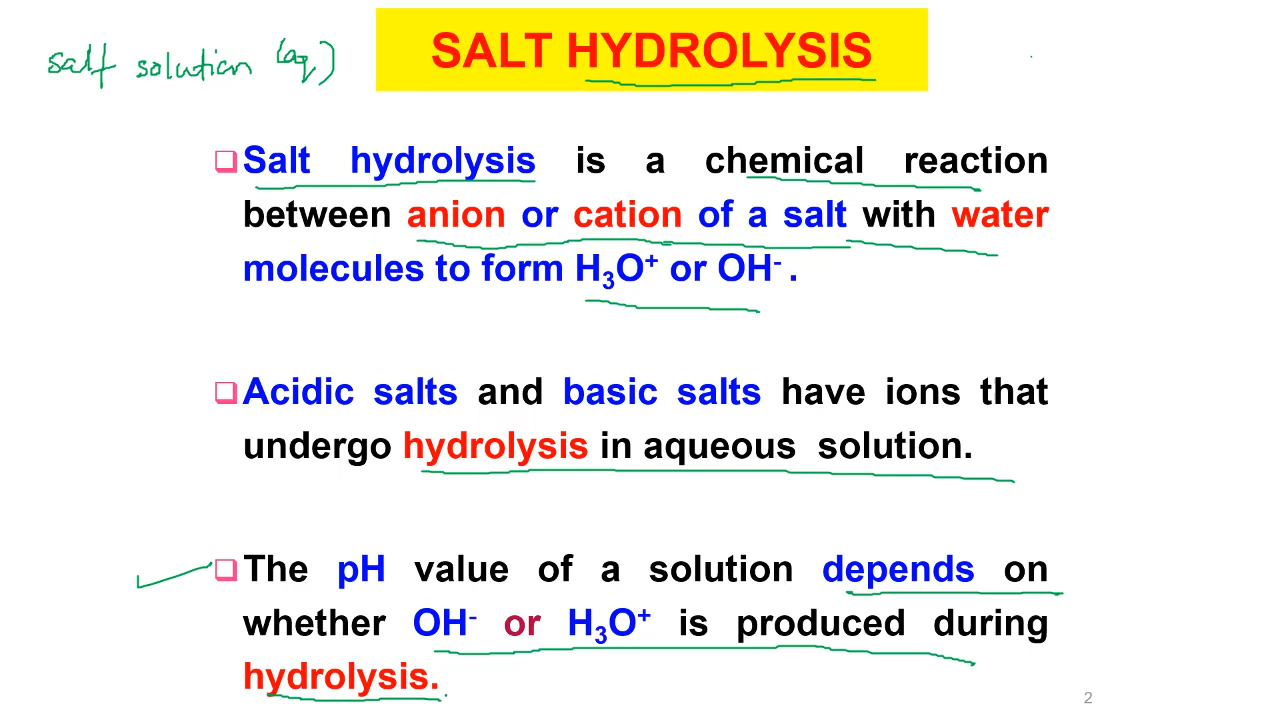 salt solution (aq)
SALT HYDROLYSIS
Salt hydrolysis is a chemical reaction
between anion or cation of a salt with water
molecules to form H₃O⁺ or OH⁻ .
Acidic salts and basic salts have ions that
undergo hydrolysis in aqueous solution.
The pH value of a solution depends on
whether OH⁻ or H₃O⁺ is produced during
hydrolysis.
2